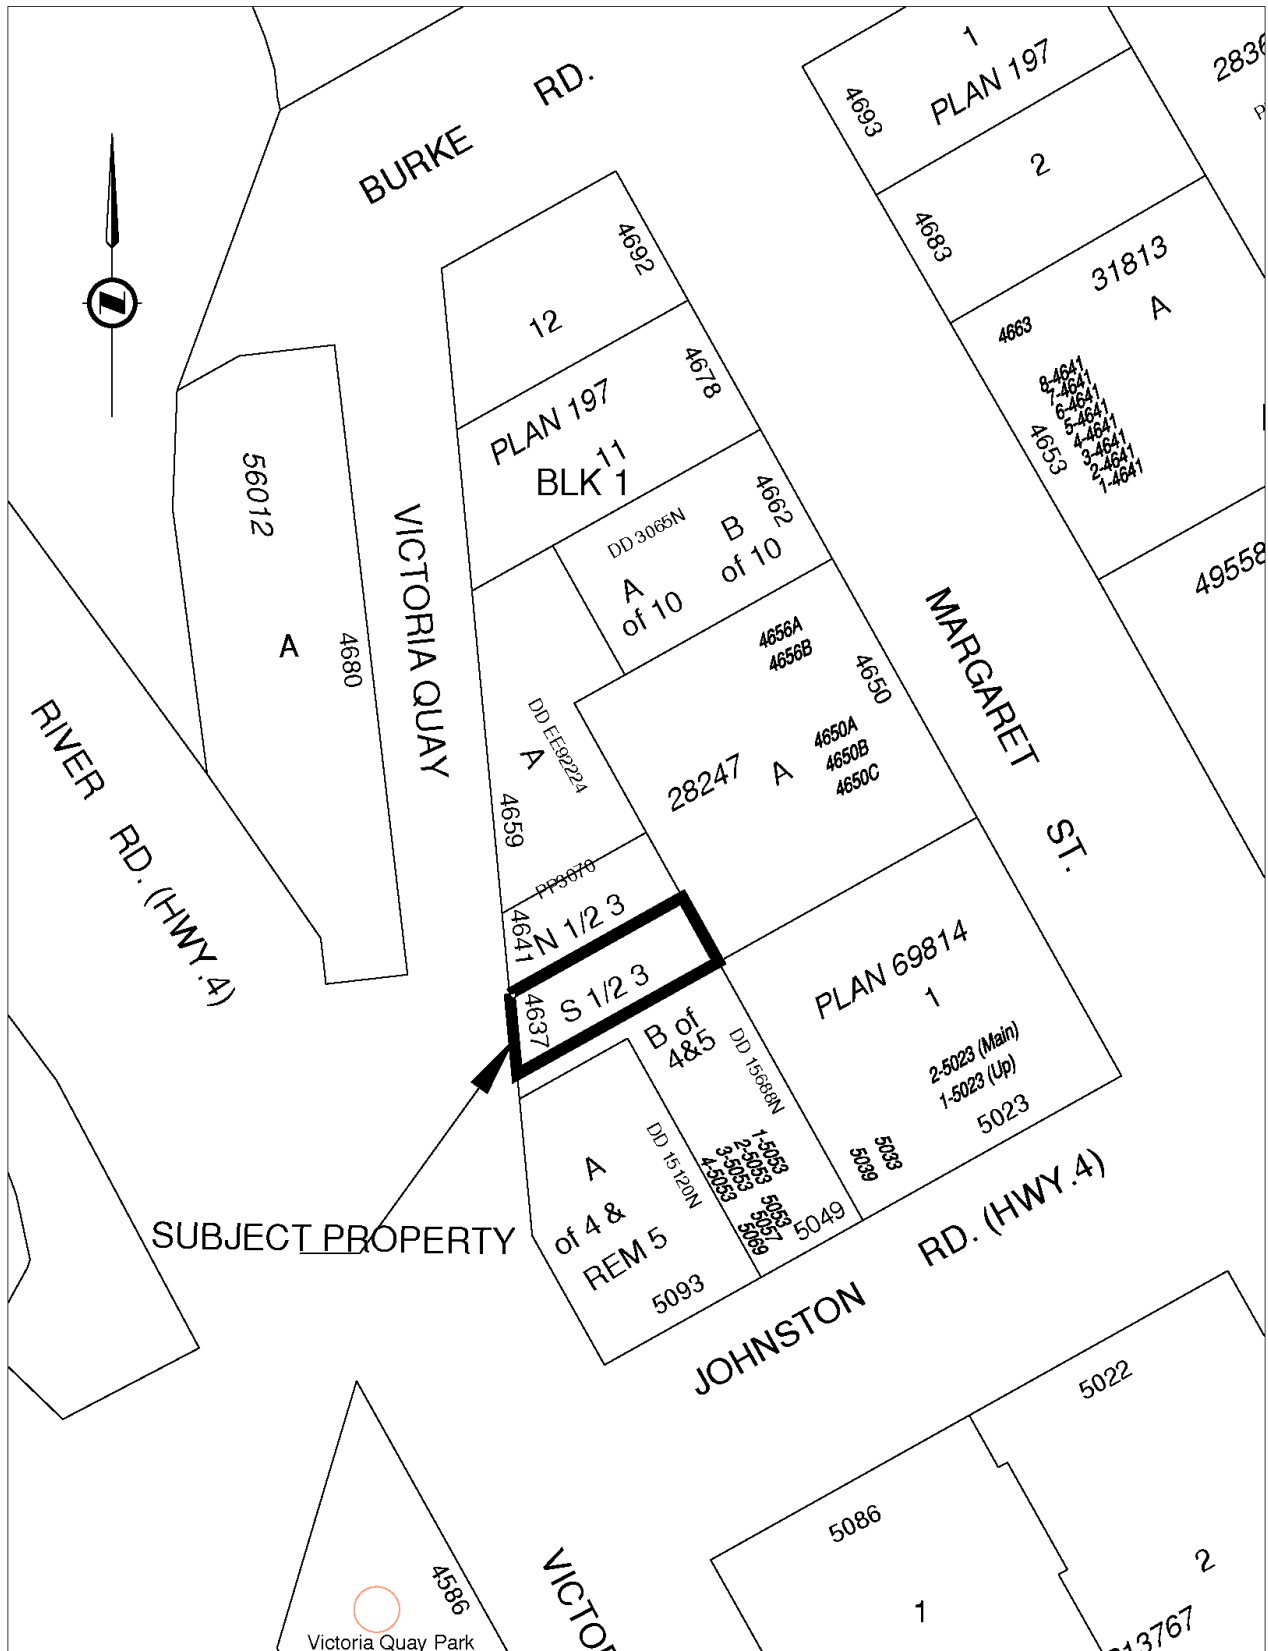 BURKE RD.
1
PLAN 197
4693
2
4683
31813
A
4663
8-4641
7-4641
6-4641
5-4641
4-4641
3-4641
2-4641
1-4641
4653
49558
4692
12
4678
PLAN 197
11
BLK 1
4662
DD 3065N
B
of 10
A
of 10
56012
A
4680
VICTORIA QUAY
MARGARET ST.
4656A
4656B
4650
4650A
4650B
4650C
28247
A
DD EE92224
A
4659
RIVER RD. (HWY.4)
PP3070
N 1/2 3
4641
S 1/2 3
4637
PLAN 69814
1
2-5023 (Main)
1-5023 (Up)
5023
5033
5039
B of
4&5
DD 15688N
DD 15120N
1-5053
2-5053
3-5053
4-5053
5053
5057
5069
5049
A
of 4 &
REM 5
5093
SUBJECT PROPERTY
JOHNSTON RD. (HWY.4)
5022
5086
1
2
4586
Victoria Quay Park